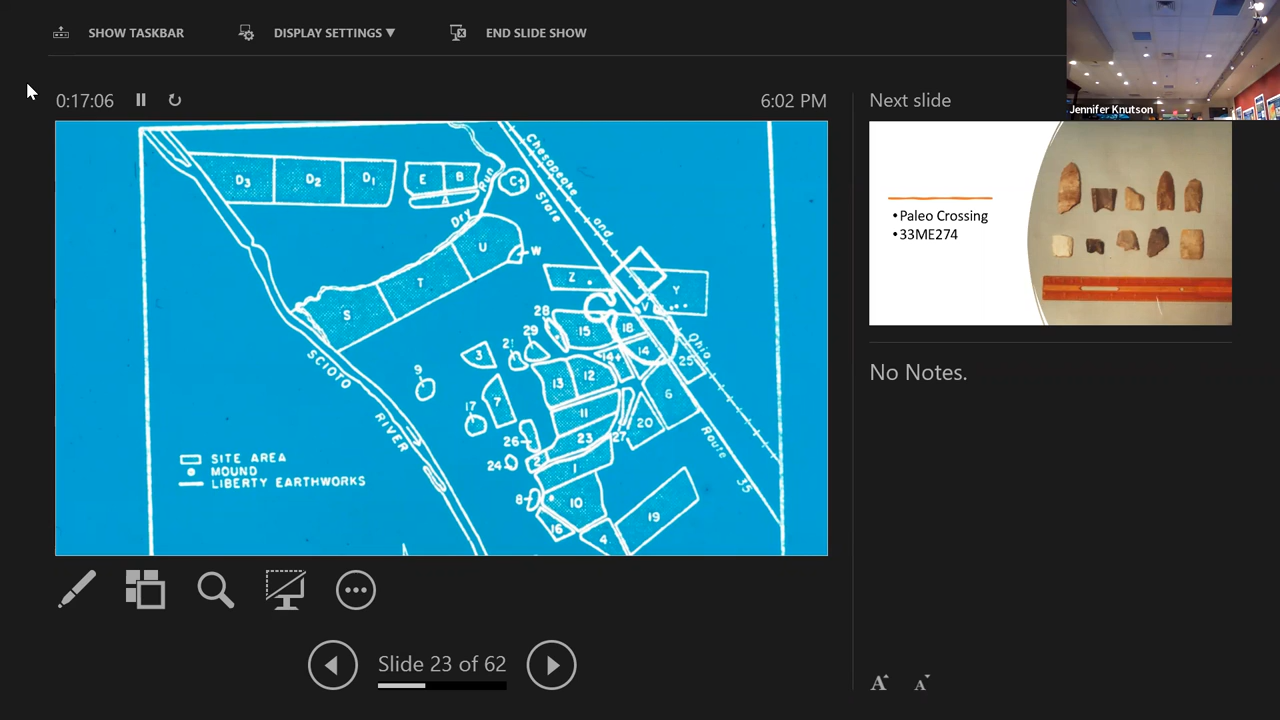 SHOW TASKBAR
DISPLAY SETTINGS ▼
END SLIDE SHOW
Jennifer Knutson
0:17:06
6:02 PM
Next slide
Chesapeake and Ohio
State Route 35
Dry Run
SCIOTO RIVER
D3
D2
D1
E
B
A
C+
U
W
T
S
Z
Y
V
28
29
15
18
14
14+
25
3
21
9
13
12
6
7
17
11
20
26
23
27
24
2
1
8
10
16
4
19
SITE AREA
MOUND
LIBERTY EARTHWORKS
• Paleo Crossing
• 33ME274
No Notes.
Slide 23 of 62
A A